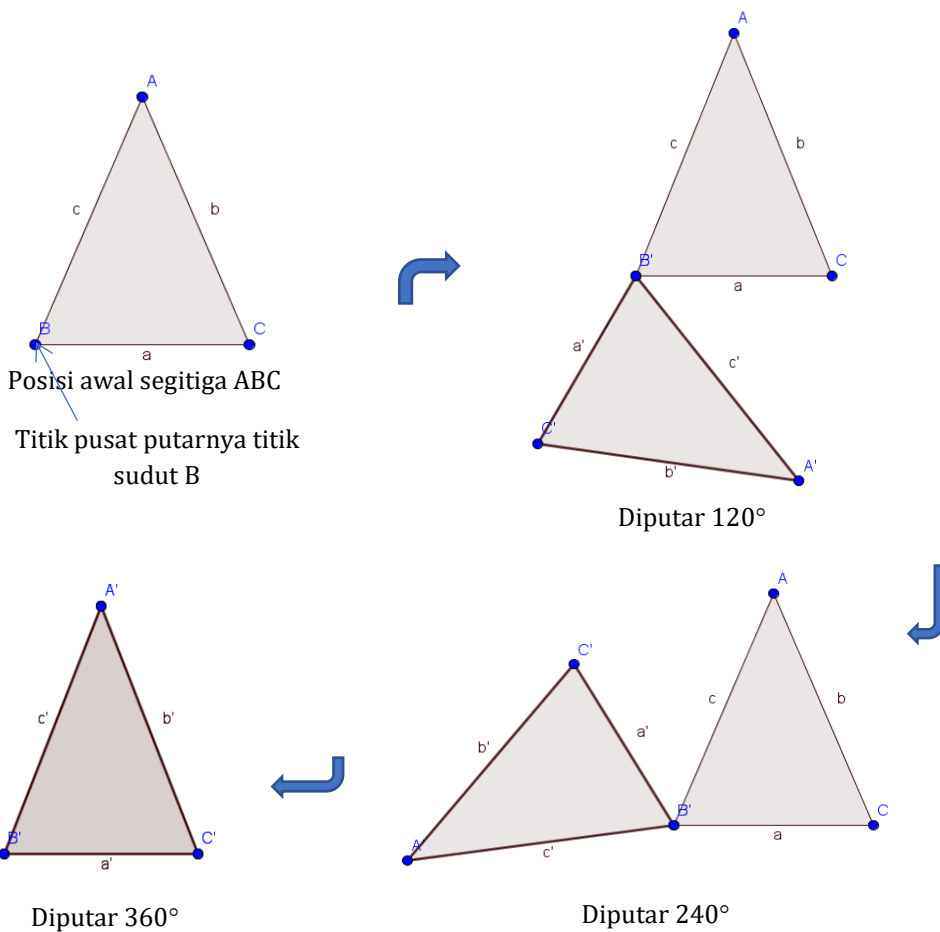 A
c
b
B
C
a
Posisi awal segitiga ABC
Titik pusat putarnya titik
sudut B
A
c
b
B'
C
a
a'
c'
C'
b'
A'
Diputar 120°
A'
c'
b'
B'
C'
a'
Diputar 360°
A
C'
c
b
b'
a'
B'
C
a
A
c'
Diputar 240°